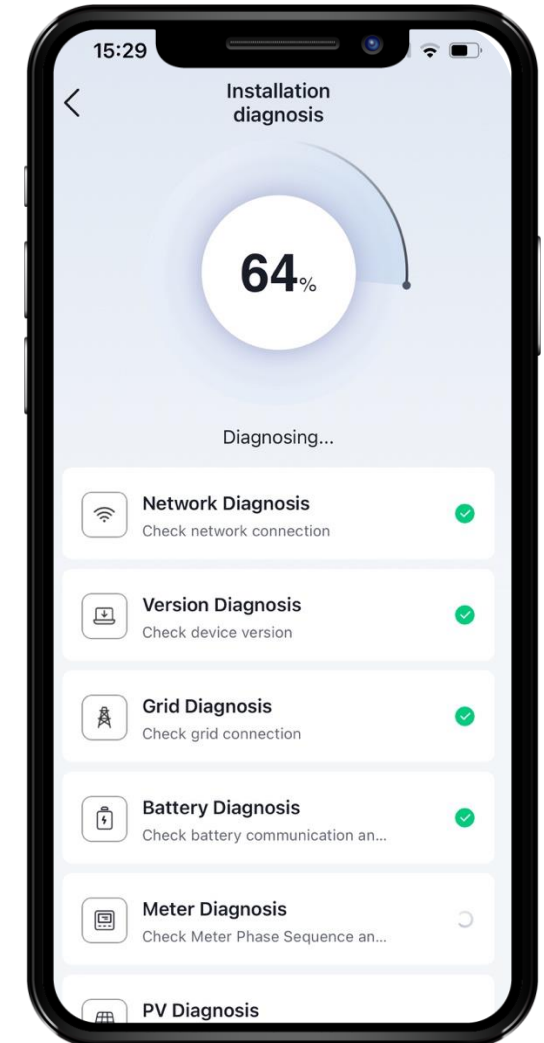 15:29
Installation
diagnosis
64%
Diagnosing...
Network Diagnosis
Check network connection
Version Diagnosis
Check device version
Grid Diagnosis
Check grid connection
Battery Diagnosis
Check battery communication an...
Meter Diagnosis
Check Meter Phase Sequence an...
PV Diagnosis